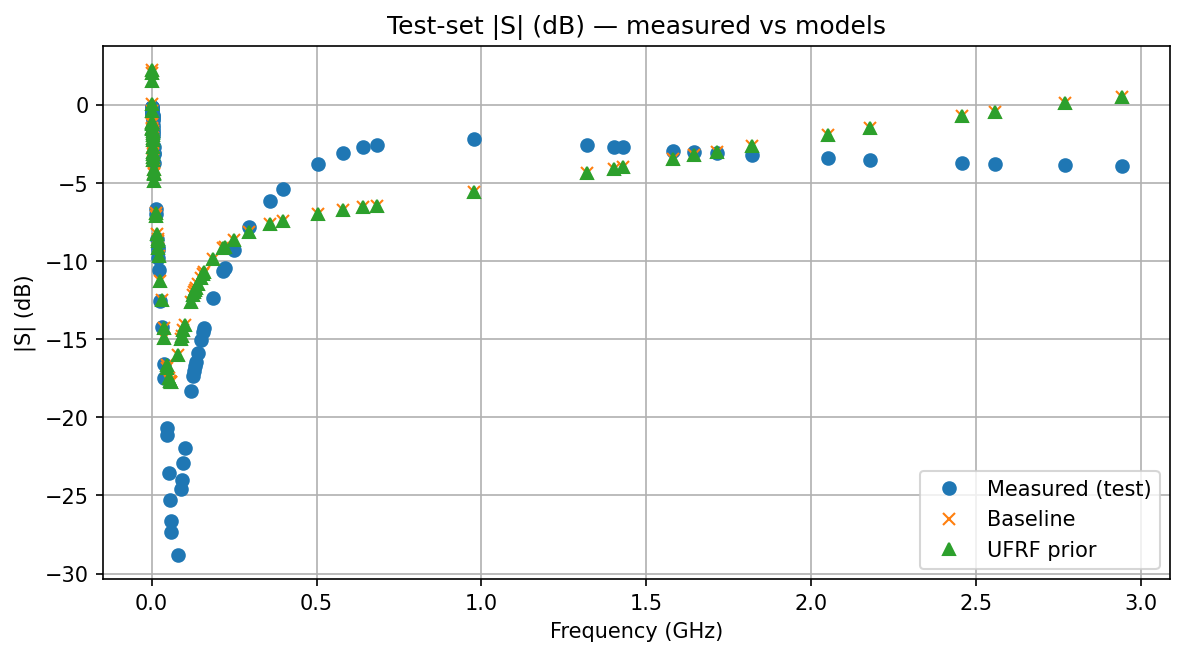 Test-set |S| (dB) — measured vs models
|S| (dB)
0
−5
−10
−15
−20
−25
−30
0.0 0.5 1.0 1.5 2.0 2.5 3.0
Frequency (GHz)
Measured (test)
Baseline
UFRF prior